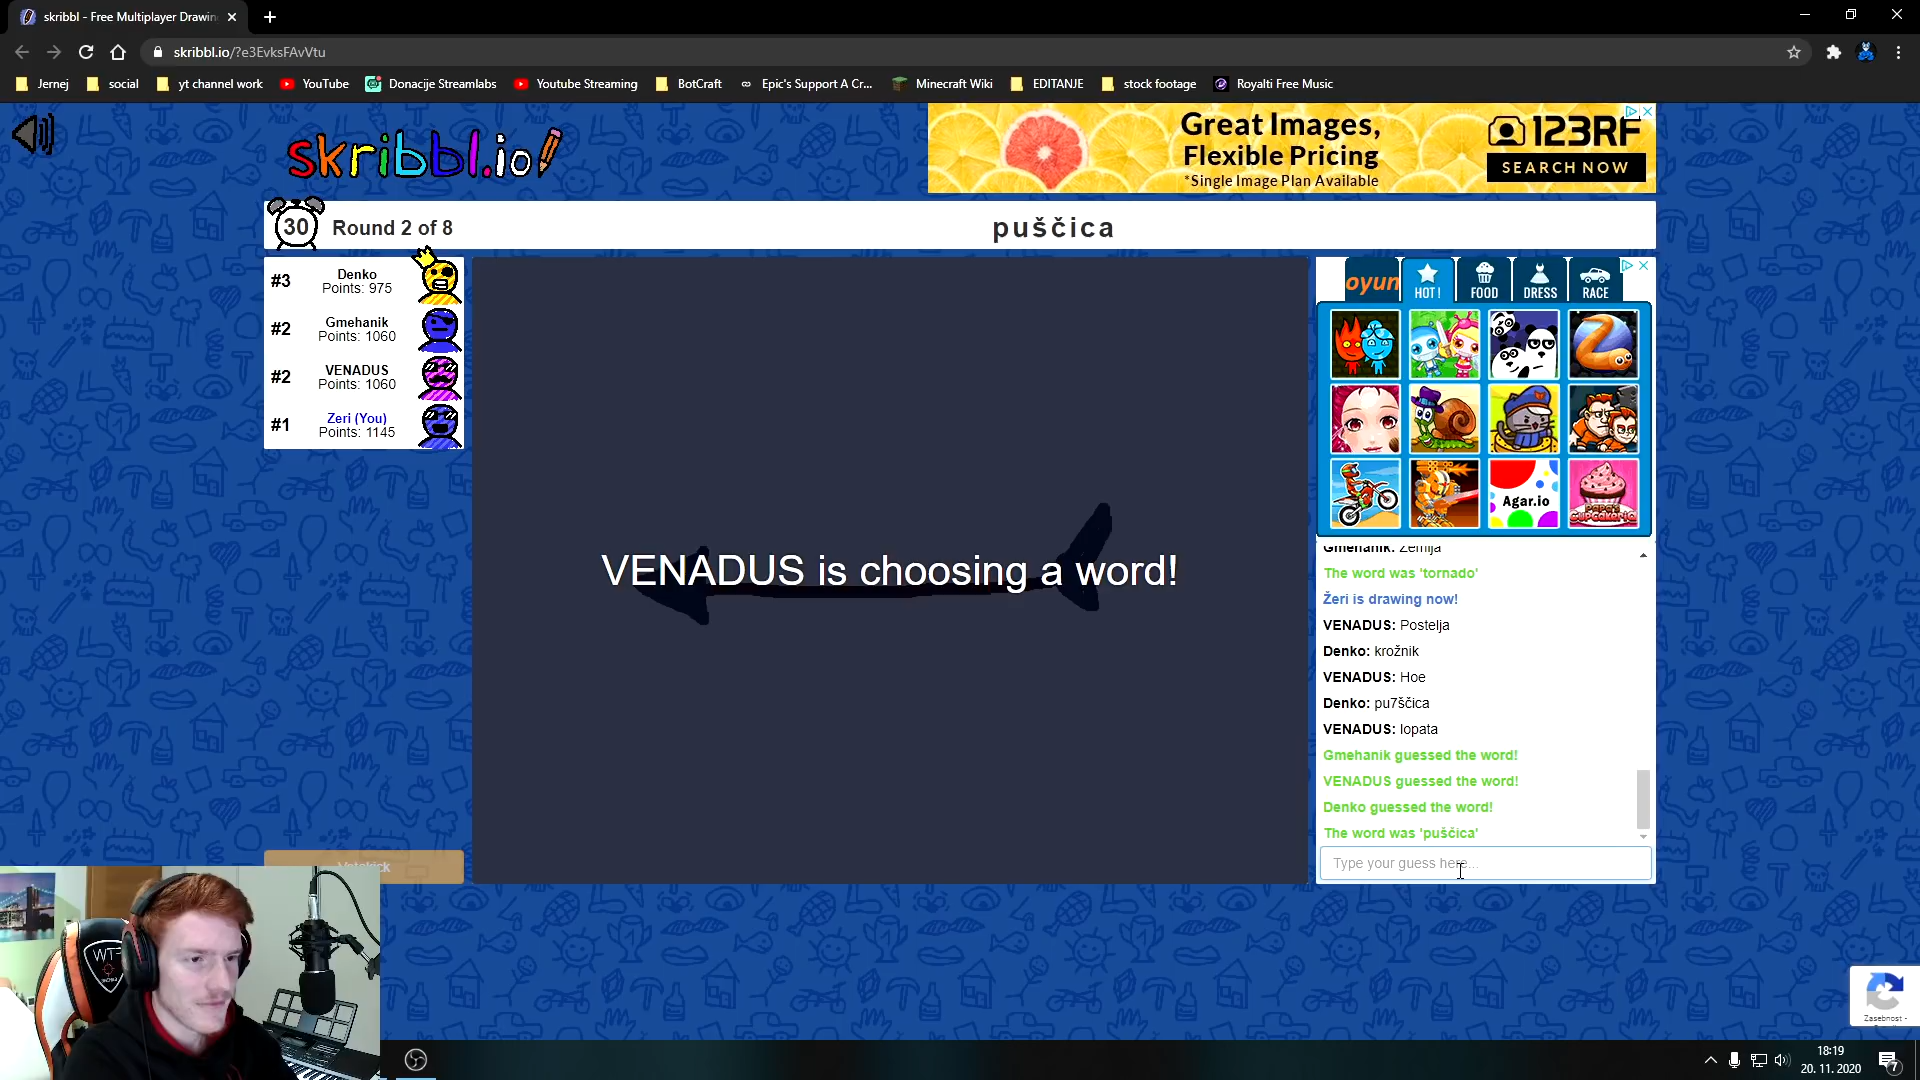 skribbl - Free Multiplayer Drawin
skribbl.io/?e3EvksFAvVtu
Jernej
social
yt channel work
YouTube
Donacije Streamlabs
Youtube Streaming
BotCraft
Epic's Support A Cr...
Minecraft Wiki
EDITANJE
stock footage
Royalti Free Music
skribbl.io
Great Images,
Flexible Pricing
*Single Image Plan Available
123RF
SEARCH NOW
30
Round 2 of 8
puščica
#3
Denko
Points: 975
#2
Gmehanik
Points: 1060
#2
VENADUS
Points: 1060
#1
Zeri (You)
Points: 1145
VENADUS is choosing a word!
oyun
HOT!
FOOD
DRESS
RACE
Agar.io
Gmehanik: Zemlja
The word was 'tornado'
Žeri is drawing now!
VENADUS: Postelja
Denko: krožnik
VENADUS: Hoe
Denko: pu7ščica
VENADUS: lopata
Gmehanik guessed the word!
VENADUS guessed the word!
Denko guessed the word!
The word was 'puščica'
Type your guess here...
Votekick
Zasebnost -
18:19
20. 11. 2020
7